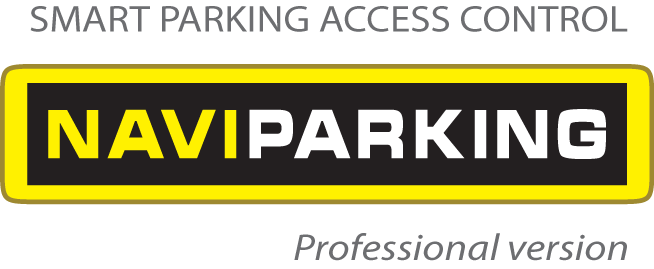 SMART PARKING ACCESS CONTROL
NAVIPARKING
Professional version